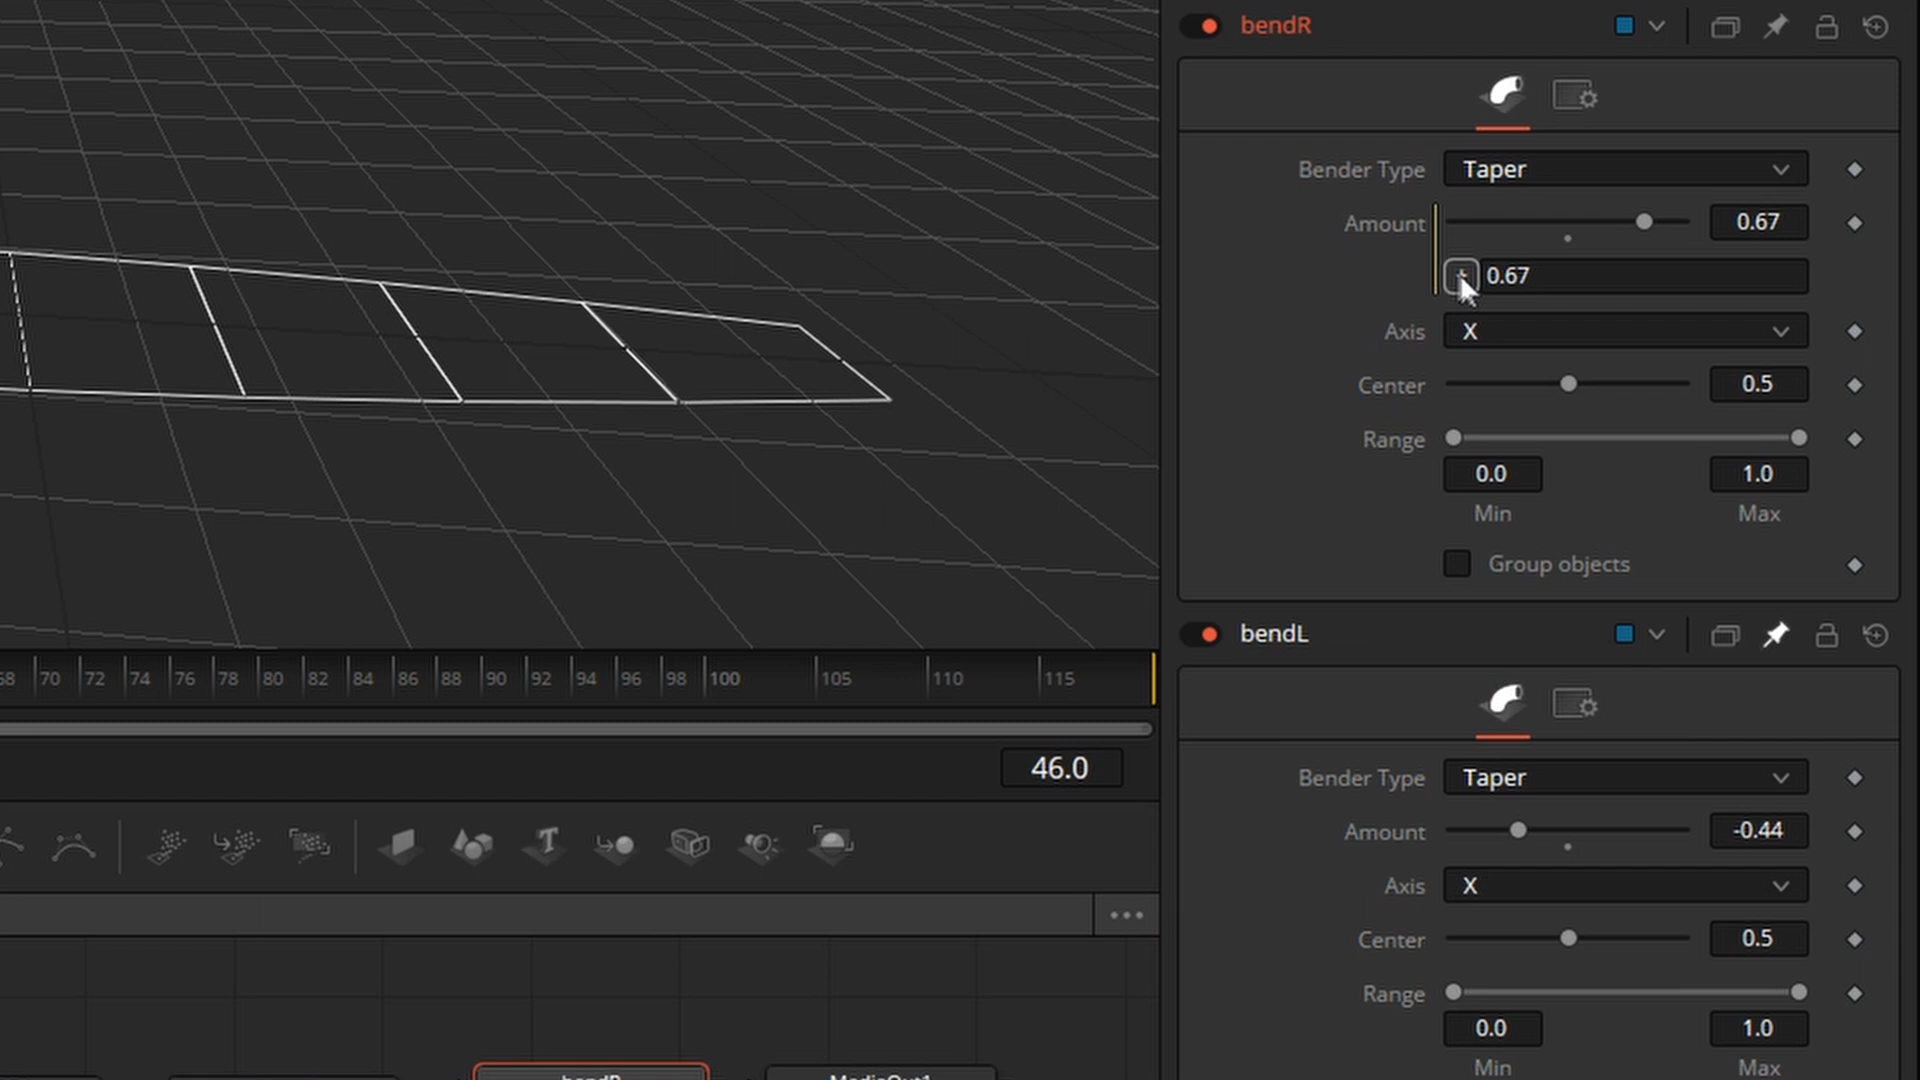 bendR
Bender Type Taper
Amount 0.67
0.67
Axis X
Center 0.5
Range
0.0 1.0
Min Max
Group objects
bendL
70 72 74 76 78 80 82 84 86 88 90 92 94 96 98 100 105 110 115
46.0
Bender Type Taper
Amount -0.44
Axis X
Center 0.5
Range
0.0 1.0
Min Max
bendR MediaOut1